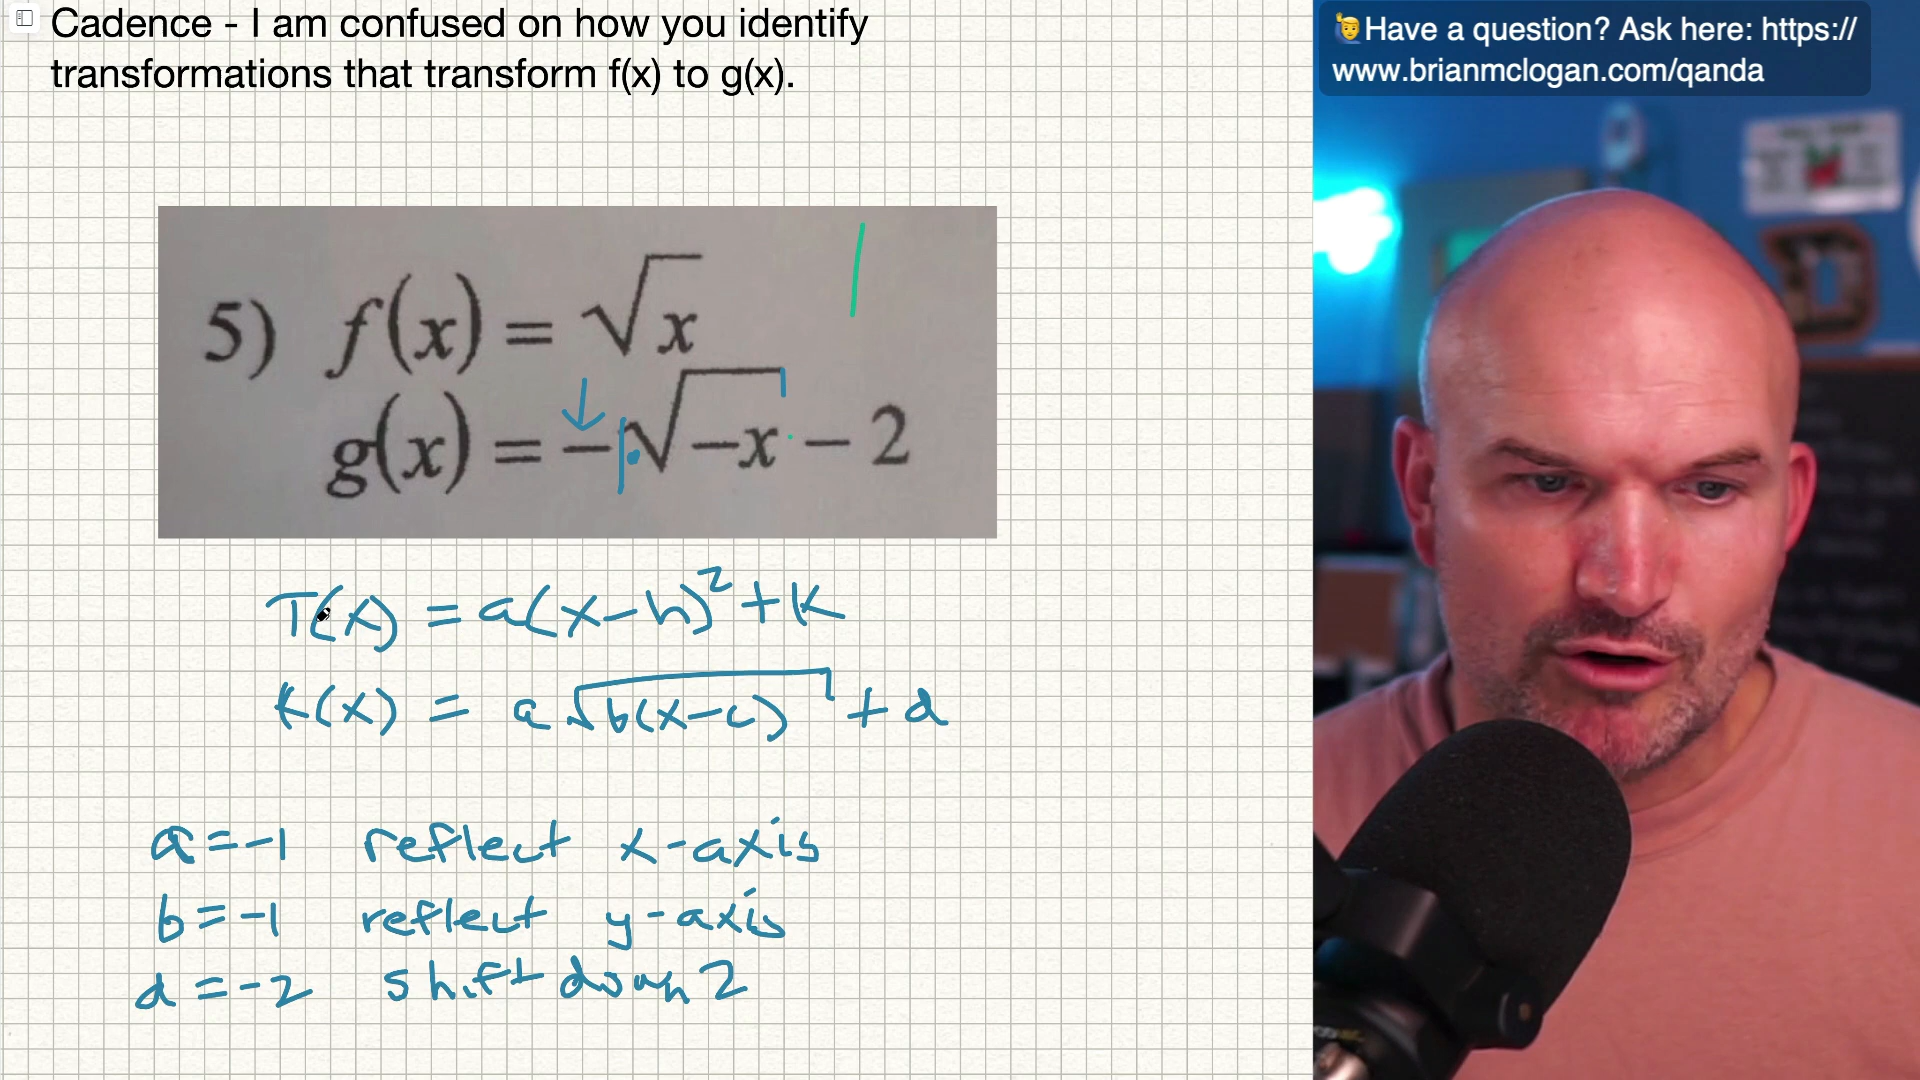 Cadence - I am confused on how you identify
transformations that transform f(x) to g(x).
🙋‍♂️Have a question? Ask here: https://
www.brianmclogan.com/qanda
5) f(x) = √x
g(x) = -√-x - 2
T(x) = a(x-h)² + k
K(x) = a√b(x-c) + d
a = -1 reflect x-axis
b = -1 reflect y-axis
d = -2 shift down 2